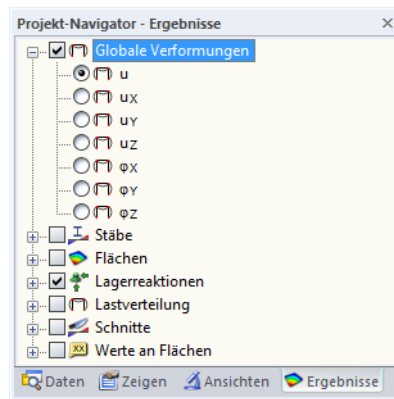 Projekt-Navigator - Ergebnisse
Globale Verformungen
u
uX
uY
uZ
φX
φY
φZ
Stäbe
Flächen
Lagerreaktionen
Lastverteilung
Schnitte
xx Werte an Flächen
Daten Zeigen Ansichten Ergebnisse